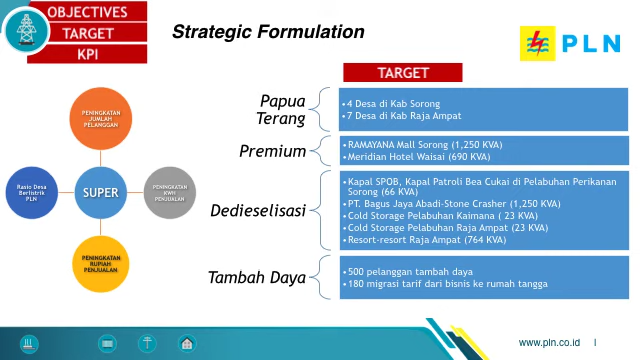 OBJECTIVES
TARGET
KPI
Strategic Formulation
PLN
TARGET
PENINGKATAN
JUMLAH
PELANGGAN
Rasio Desa
Berlistrik
PLN
SUPER
PENINGKATAN
KWH
PENJUALAN
PENINGKATAN
RUPIAH
PENJUALAN
Papua
Terang
•4 Desa di Kab Sorong
•7 Desa di Kab Raja Ampat
Premium
•RAMAYANA Mall Sorong (1,250 KVA)
•Meridian Hotel Waisai (690 KVA)
Dedieselisasi
•Kapal SPOB, Kapal Patroli Bea Cukai di Pelabuhan Perikanan
Sorong (66 KVA)
•PT. Bagus Jaya Abadi-Stone Crasher (1,250 KVA)
•Cold Storage Pelabuhan Kaimana ( 23 KVA)
•Cold Storage Pelabuhan Raja Ampat (23 KVA)
•Resort-resort Raja Ampat (764 KVA)
Tambah Daya
•500 pelanggan tambah daya
•180 migrasi tarif dari bisnis ke rumah tangga
www.pln.co.id |